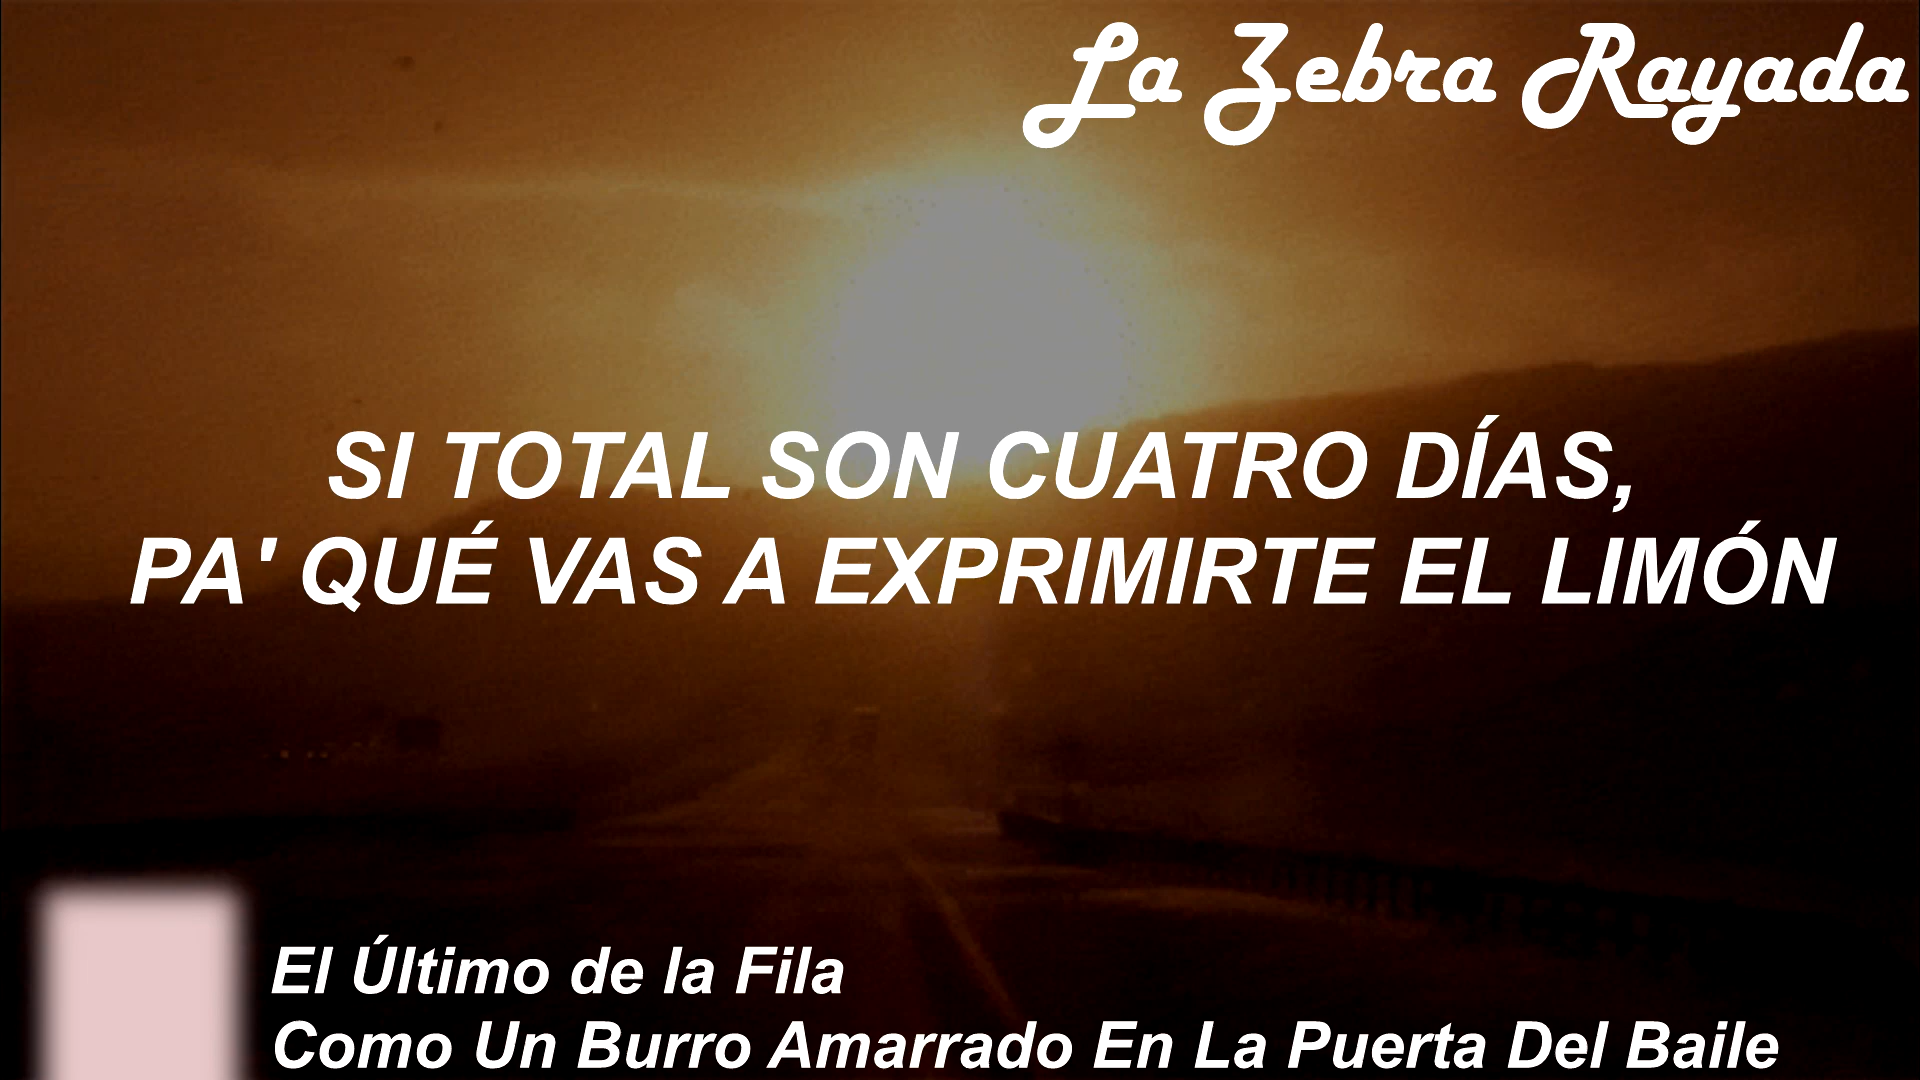 La Zebra Rayada
SI TOTAL SON CUATRO DÍAS,
PA' QUÉ VAS A EXPRIMIRTE EL LIMÓN
El Último de la Fila
Como Un Burro Amarrado En La Puerta Del Baile